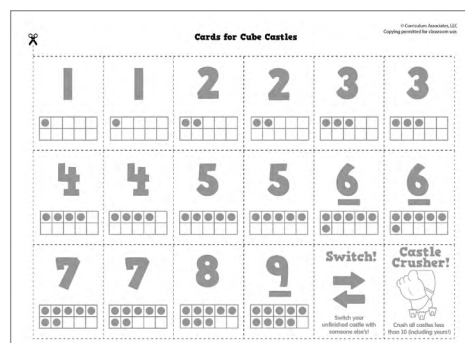 © Curriculum Associates, LLC
Copying permitted for classroom use.
Cards for Cube Castles
1 1 2 2 3 3
4 4 5 5 6 6
7 7 8 9
Switch!
Switch your
unfinished castle with
someone else's!
Castle
Crusher!
Crush all castles less
than 10 (including yours!)